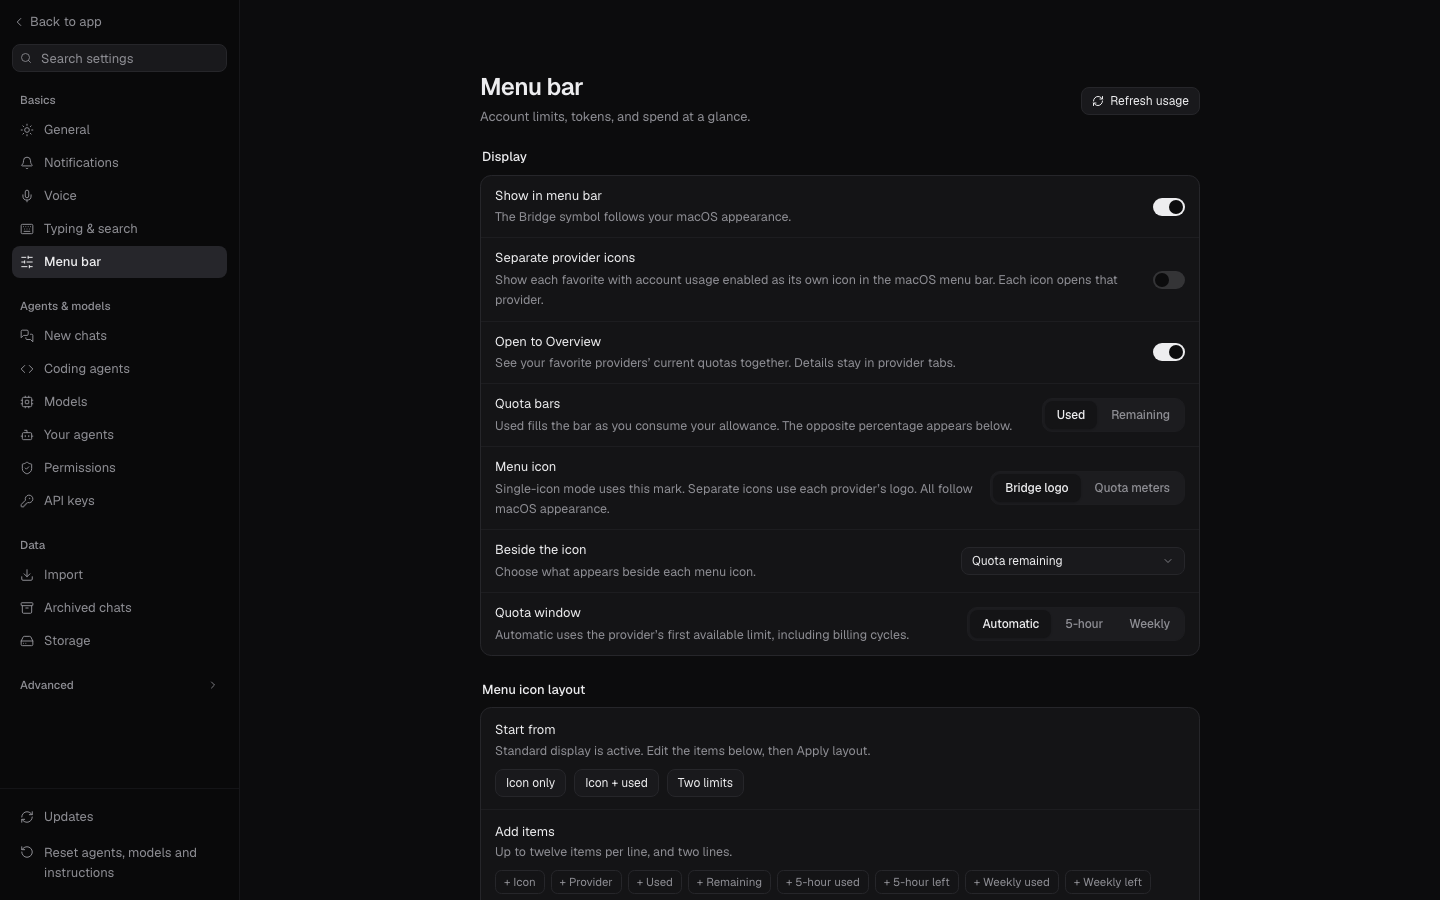 Back to app
Search settings
Basics
General
Notifications
Voice
Typing & search
Menu bar
Agents & models
New chats
Coding agents
Models
Your agents
Permissions
API keys
Data
Import
Archived chats
Storage
Advanced
Updates
Reset agents, models and
instructions
Menu bar
Account limits, tokens, and spend at a glance.
Refresh usage
Display
Show in menu bar
The Bridge symbol follows your macOS appearance.
Separate provider icons
Show each favorite with account usage enabled as its own icon in the macOS menu bar. Each icon opens that
provider.
Open to Overview
See your favorite providers' current quotas together. Details stay in provider tabs.
Quota bars
Used fills the bar as you consume your allowance. The opposite percentage appears below.
Used Remaining
Menu icon
Single-icon mode uses this mark. Separate icons use each provider's logo. All follow
macOS appearance.
Bridge logo Quota meters
Beside the icon
Choose what appears beside each menu icon.
Quota remaining
Quota window
Automatic uses the provider's first available limit, including billing cycles.
Automatic 5-hour Weekly
Menu icon layout
Start from
Standard display is active. Edit the items below, then Apply layout.
Icon only Icon + used Two limits
Add items
Up to twelve items per line, and two lines.
+ Icon + Provider + Used + Remaining + 5-hour used + 5-hour left + Weekly used + Weekly left